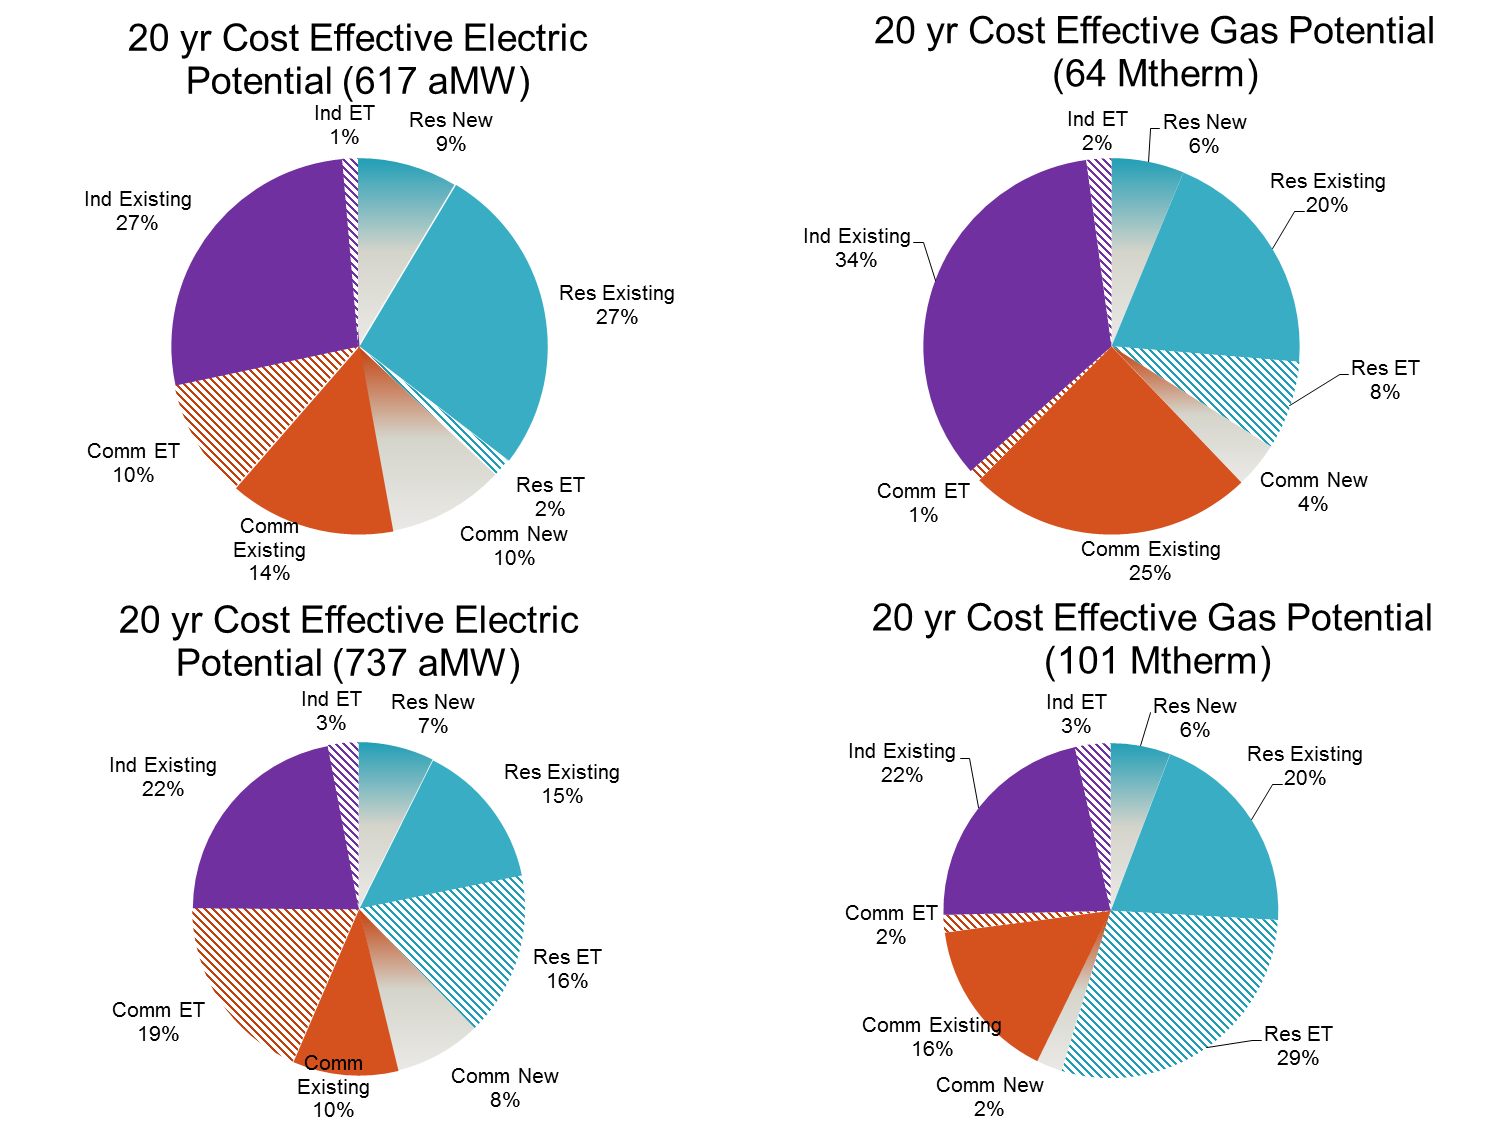 20 yr Cost Effective Electric
Potential (617 aMW)
Ind ET
1%
Res New
9%
Ind Existing
27%
Res Existing
27%
Comm ET
10%
Res ET
2%
Comm
Existing
14%
Comm New
10%
20 yr Cost Effective Gas Potential
(64 Mtherm)
Ind ET
2%
Res New
6%
Res Existing
20%
Ind Existing
34%
Res ET
8%
Comm New
4%
Comm ET
1%
Comm Existing
25%
20 yr Cost Effective Electric
Potential (737 aMW)
Ind ET
3%
Res New
7%
Ind Existing
22%
Res Existing
15%
Res ET
16%
Comm ET
19%
Comm
Existing
10%
Comm New
8%
20 yr Cost Effective Gas Potential
(101 Mtherm)
Ind ET
3%
Res New
6%
Ind Existing
22%
Res Existing
20%
Comm ET
2%
Comm Existing
16%
Res ET
29%
Comm New
2%